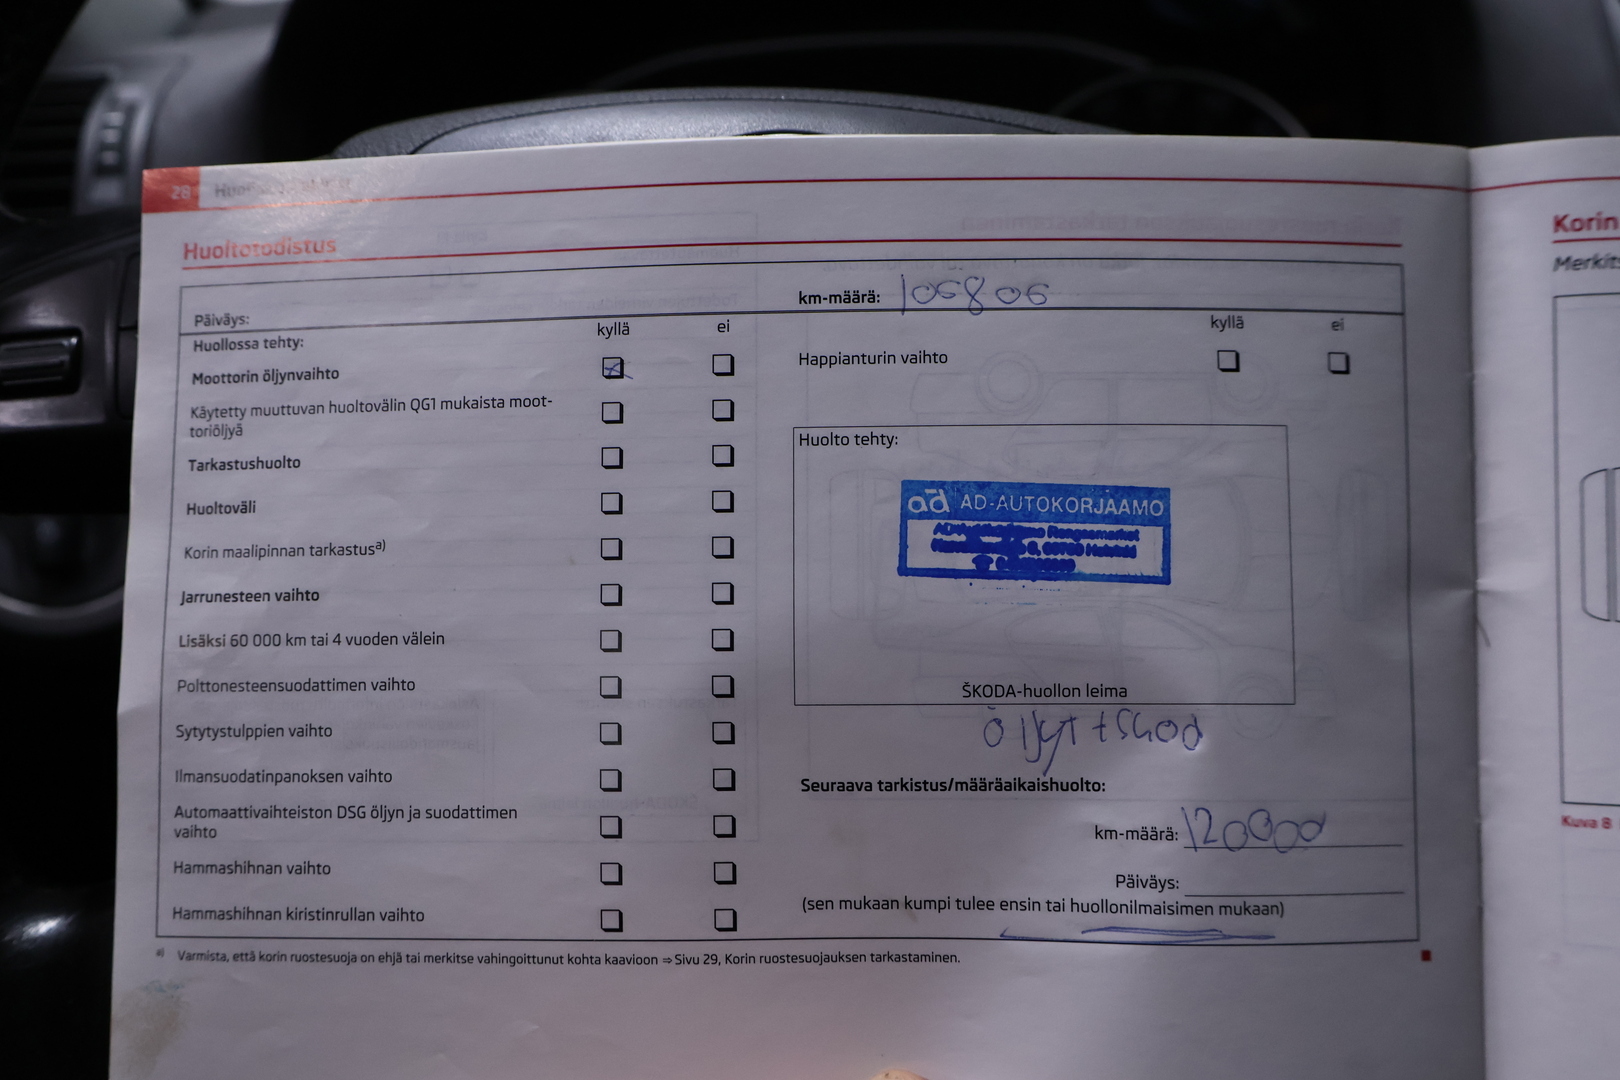 28
Huoltotodistus
Päiväys:
km-määrä: 106806
Huollossa tehty:
kyllä ei
kyllä ei
Moottorin öljynvaihto
Käytetty muuttuvan huoltovälin QG1 mukaista moot-
toriöljyä
Tarkastushuolto
Huoltoväli
Korin maalipinnan tarkastusa)
Jarrunesteen vaihto
Lisäksi 60 000 km tai 4 vuoden välein
Polttonesteensuodattimen vaihto
Sytytystulppien vaihto
Ilmansuodatinpanoksen vaihto
Automaattivaihteiston DSG öljyn ja suodattimen
vaihto
Hammashihnan vaihto
Hammashihnan kiristinrullan vaihto
Happianturin vaihto
Huolto tehty:
ad AD-AUTOKORJAAMO
ŠKODA-huollon leima
Öljyt + suod
Seuraava tarkistus/määräaikaishuolto:
km-määrä: 120000
Päiväys:
(sen mukaan kumpi tulee ensin tai huollonilmaisimen mukaan)
a) Varmista, että korin ruostesuoja on ehjä tai merkitse vahingoittunut kohta kaavioon ⇒ Sivu 29, Korin ruostesuojauksen tarkastaminen.
Korin
Merkits
Kuva 8